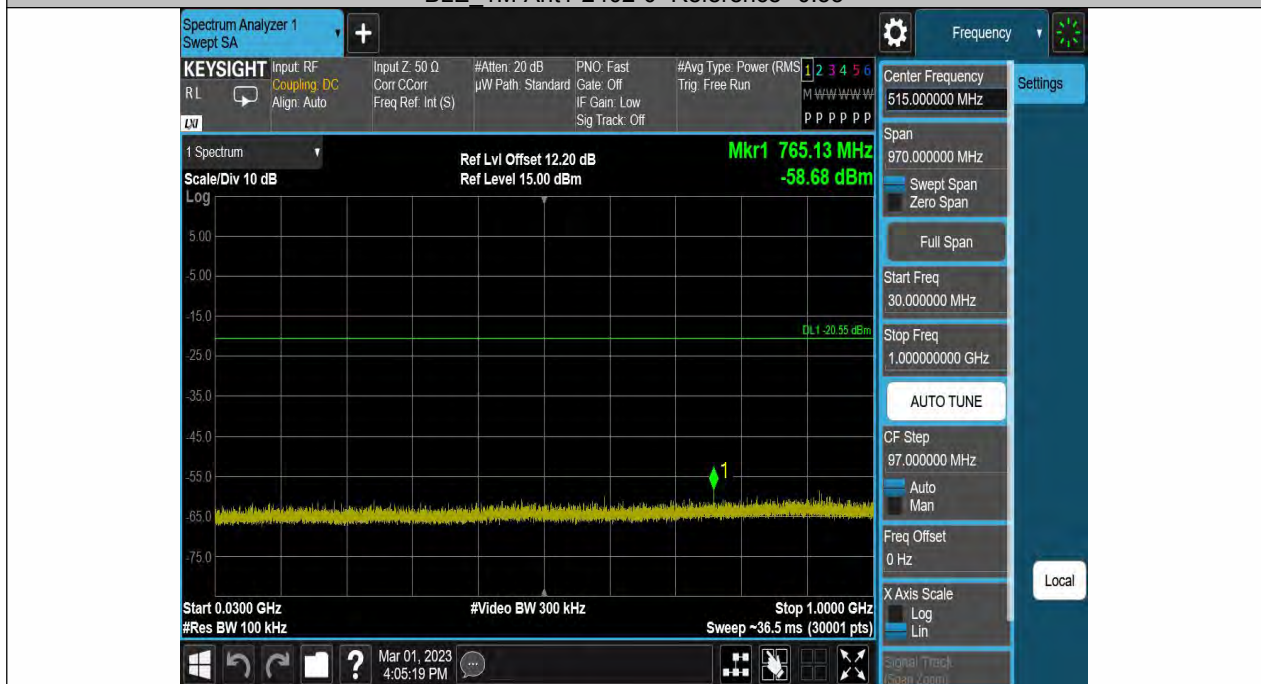 Spectrum Analyzer 1
Swept SA
Frequency
KEYSIGHT
RL
LXI
Input: RF
Coupling: DC
Align: Auto
Input Z: 50 Ω
Corr CCorr
Freq Ref: Int (S)
#Atten: 20 dB
µW Path: Standard
PNO: Fast
Gate: Off
IF Gain: Low
Sig Track: Off
#Avg Type: Power (RMS
Trig: Free Run
1 2 3 4 5 6
M W W W W W
P P P P P P
1 Spectrum
Scale/Div 10 dB
Ref Lvl Offset 12.20 dB
Ref Level 15.00 dBm
Mkr1 765.13 MHz
-58.68 dBm
Log
5.00
-5.00
-15.0
DL1 -20.55 dBm
-25.0
-35.0
-45.0
-55.0
1
-65.0
-75.0
Start 0.0300 GHz
#Res BW 100 kHz
#Video BW 300 kHz
Stop 1.0000 GHz
Sweep ~36.5 ms (30001 pts)
Mar 01, 2023
4:05:19 PM
Center Frequency
515.000000 MHz
Settings
Span
970.000000 MHz
Swept Span
Zero Span
Full Span
Start Freq
30.000000 MHz
Stop Freq
1.000000000 GHz
AUTO TUNE
CF Step
97.000000 MHz
Auto
Man
Freq Offset
0 Hz
Local
X Axis Scale
Log
Lin
Signal Track
(Span Zoom)